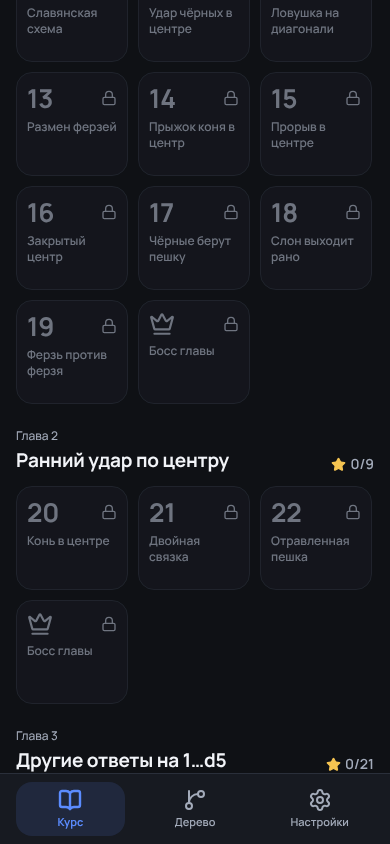 Славянская
схема
Удар чёрных в
центре
Ловушка на
диагонали
13
Размен ферзей
14
Прыжок коня в
центр
15
Прорыв в
центре
16
Закрытый
центр
17
Чёрные берут
пешку
18
Слон выходит
рано
19
Ферзь против
ферзя
Босс главы
Глава 2
Ранний удар по центру
0/9
20
Конь в центре
21
Двойная
связка
22
Отравленная
пешка
Босс главы
Глава 3
Другие ответы на 1...d5
0/21
Курс
Дерево
Настройки